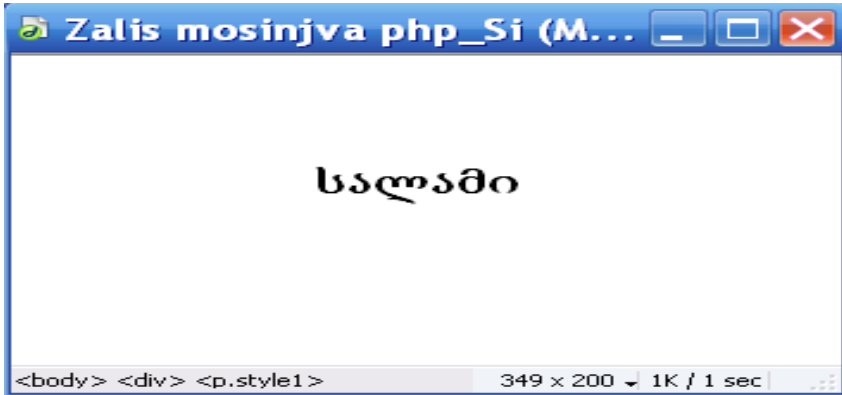 Zalis mosinjva php_Si (M...
სალამი
<body> <div> <p.style1>
349 x 200 1K / 1 sec